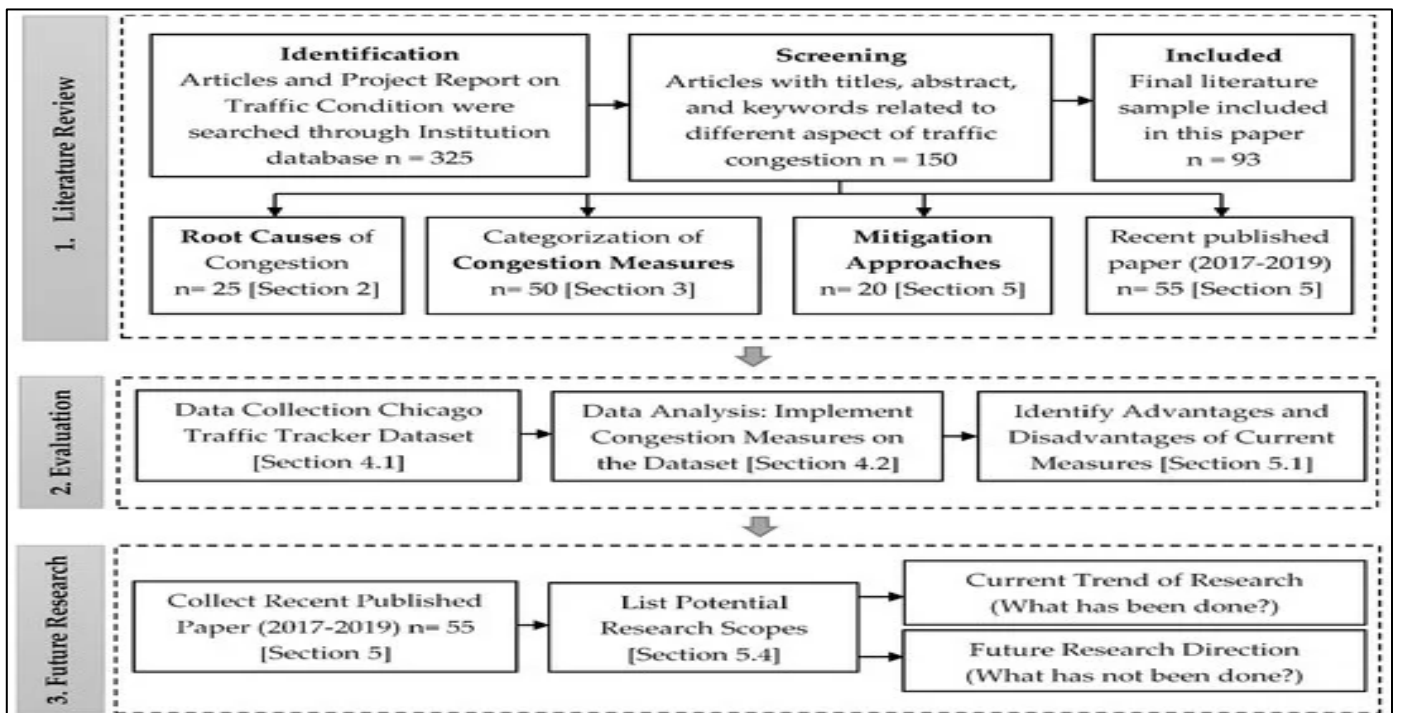 1. Literature Review
Identification
Articles and Project Report on
Traffic Condition were
searched through Institution
database n = 325
Screening
Articles with titles, abstract,
and keywords related to
different aspect of traffic
congestion n = 150
Included
Final literature
sample included
in this paper
n = 93
Root Causes of
Congestion
n= 25 [Section 2]
Categorization of
Congestion Measures
n= 50 [Section 3]
Mitigation
Approaches
n= 20 [Section 5]
Recent published
paper (2017-2019)
n= 55 [Section 5]
2. Evaluation
Data Collection Chicago
Traffic Tracker Dataset
[Section 4.1]
Data Analysis: Implement
Congestion Measures on
the Dataset [Section 4.2]
Identify Advantages and
Disadvantages of Current
Measures [Section 5.1]
3. Future Research
Collect Recent Published
Paper (2017-2019) n= 55
[Section 5]
List Potential
Research Scopes
[Section 5.4]
Current Trend of Research
(What has been done?)
Future Research Direction
(What has not been done?)